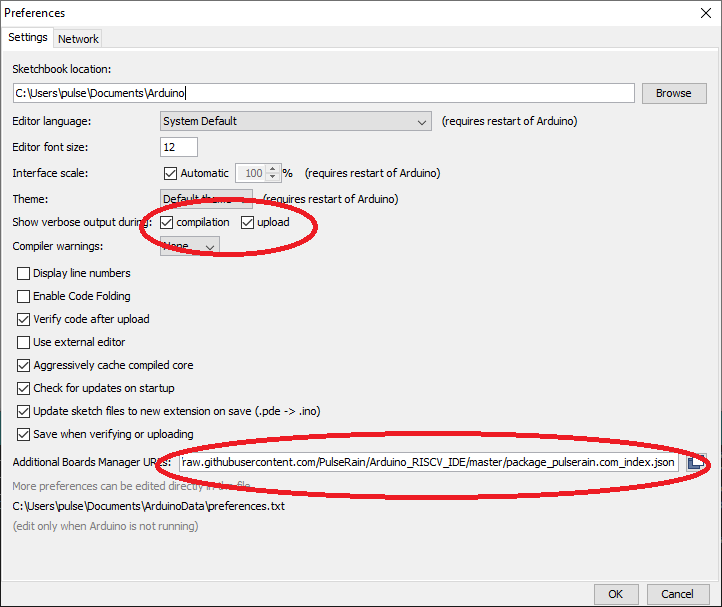 Preferences
Settings Network
Sketchbook location:
C:\Users\pulse\Documents\Arduino Browse
Editor language: System Default (requires restart of Arduino)
Editor font size: 12
Interface scale: Automatic 100 % (requires restart of Arduino)
Theme: Default theme (requires restart of Arduino)
Show verbose output during: compilation upload
Compiler warnings: None
Display line numbers
Enable Code Folding
Verify code after upload
Use external editor
Aggressively cache compiled core
Check for updates on startup
Update sketch files to new extension on save (.pde -> .ino)
Save when verifying or uploading
Additional Boards Manager URLs: raw.githubusercontent.com/PulseRain/Arduino_RISCV_IDE/master/package_pulserain.com_index.json
More preferences can be edited directly in the file
C:\Users\pulse\Documents\ArduinoData\preferences.txt
(edit only when Arduino is not running)
OK Cancel